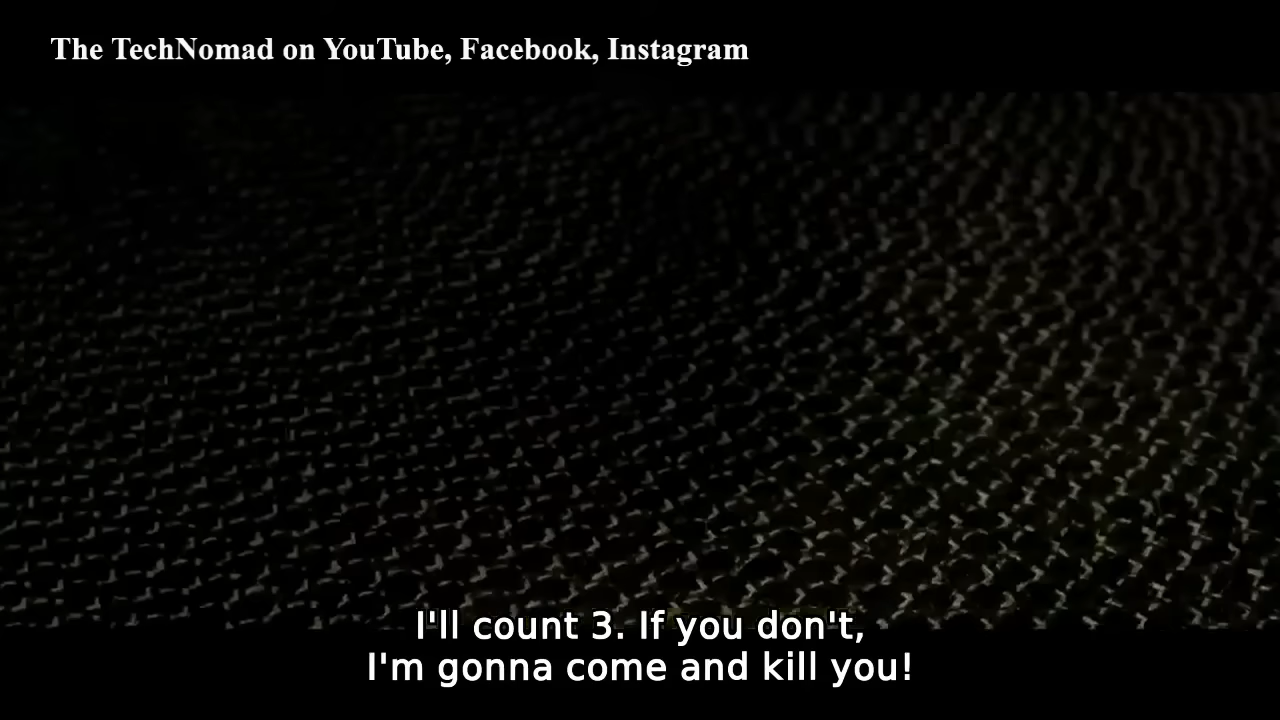 The TechNomad on YouTube, Facebook, Instagram
I'll count 3. If you don't,
I'm gonna come and kill you!